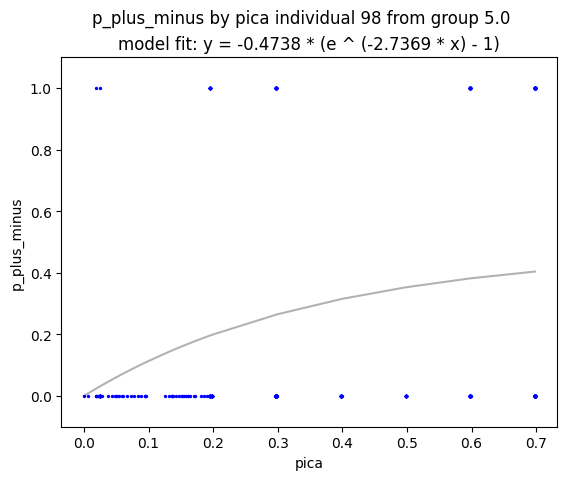 p_plus_minus by pica individual 98 from group 5.0
model fit: y = -0.4738 * (e ^ (-2.7369 * x) - 1)
p_plus_minus
1.0
0.8
0.6
0.4
0.2
0.0
0.0 0.1 0.2 0.3 0.4 0.5 0.6 0.7
pica